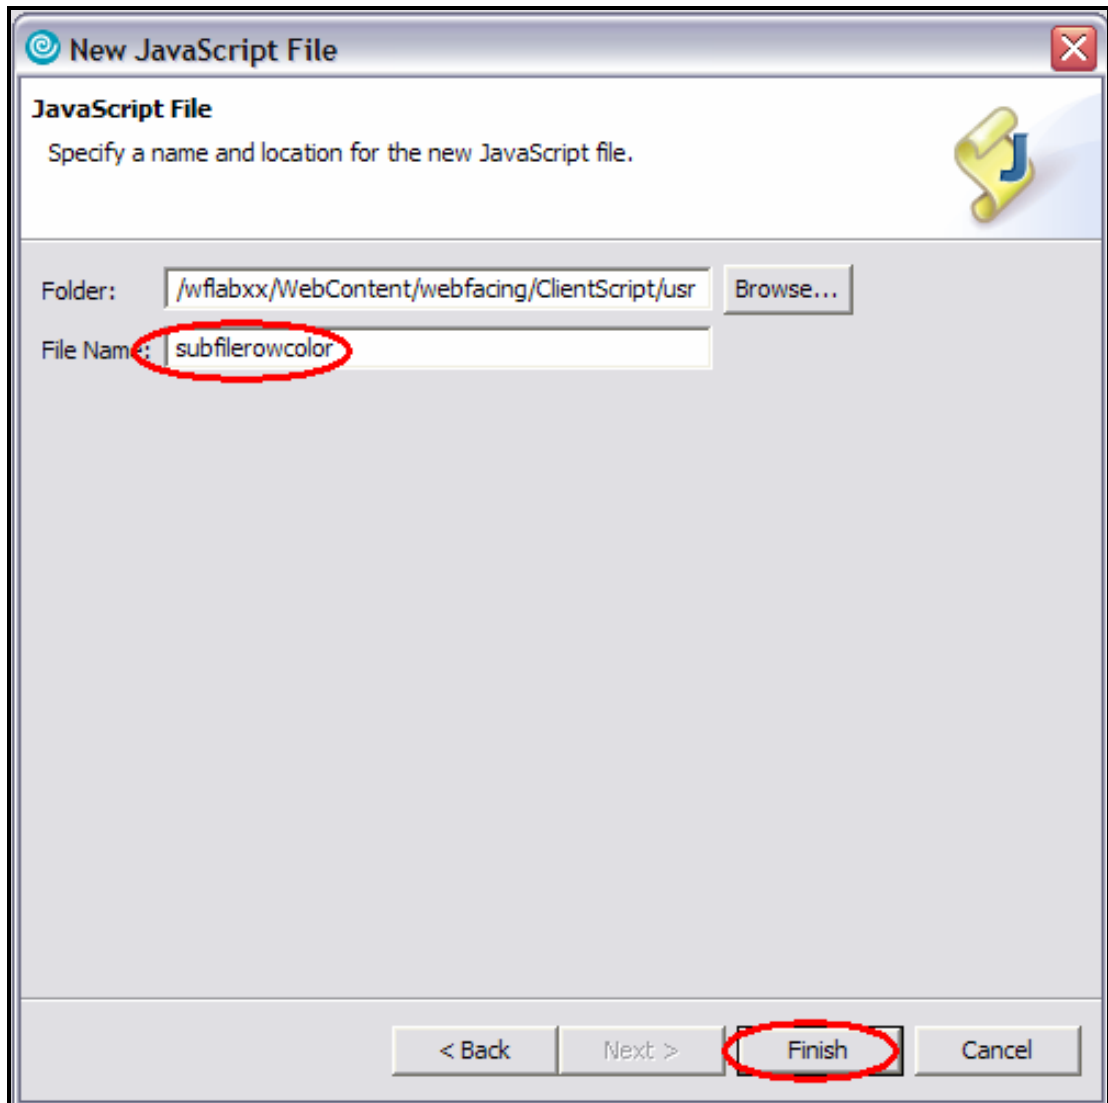 New JavaScript File
JavaScript File
Specify a name and location for the new JavaScript file.
J
Folder: /wflabxx/WebContent/webfacing/ClientScript/usr Browse...
File Name: subfilerowcolor
< Back Next > Finish Cancel